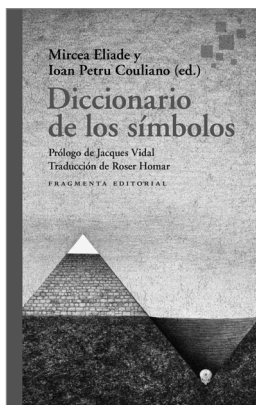 Mircea Eliade y
Ioan Petru Couliano (ed.)
Diccionario
de los símbolos
Prólogo de Jacques Vidal
Traducción de Roser Homar
FRAGMENTA EDITORIAL